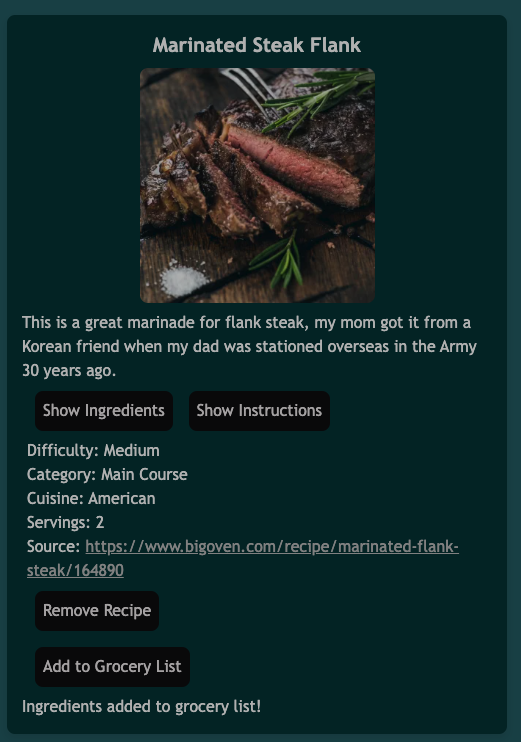 Marinated Steak Flank
This is a great marinade for flank steak, my mom got it from a
Korean friend when my dad was stationed overseas in the Army
30 years ago.
Show Ingredients Show Instructions
Difficulty: Medium
Category: Main Course
Cuisine: American
Servings: 2
Source: https://www.bigoven.com/recipe/marinated-flank-
steak/164890
Remove Recipe
Add to Grocery List
Ingredients added to grocery list!